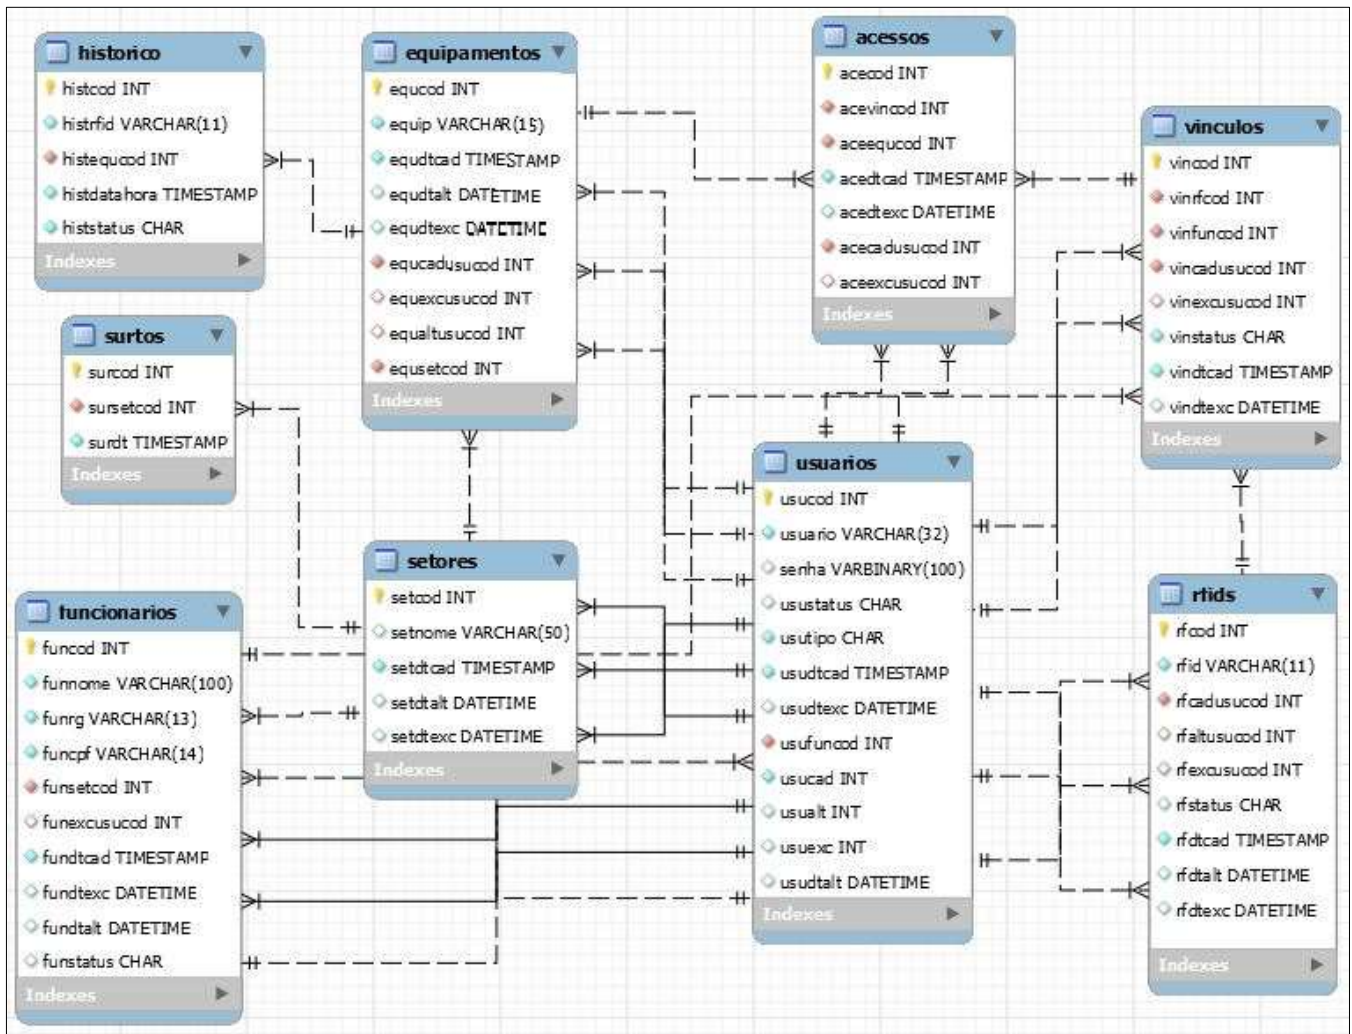 historico
histcod INT
histrfid VARCHAR(11)
histequcod INT
histdatahora TIMESTAMP
histstatus CHAR
Indexes
equipamentos
equcod INT
equip VARCHAR(15)
equdtcad TIMESTAMP
equdtalt DATETIME
equdtexc DATETIME
equcadusucod INT
equexcusucod INT
equaltusucod INT
equsetcod INT
Indexes
acessos
acecod INT
acevincod INT
aceequcod INT
acedtcad TIMESTAMP
acedtexc DATETIME
acecadusucod INT
aceexcusucod INT
Indexes
vinculos
vincod INT
vinrfcod INT
vinfuncod INT
vincadusucod INT
vinexcusucod INT
vinstatus CHAR
vindtcad TIMESTAMP
vindtexc DATETIME
Indexes
surtos
surcod INT
sursetcod INT
surdt TIMESTAMP
Indexes
setores
setcod INT
setnome VARCHAR(50)
setdtcad TIMESTAMP
setdtalt DATETIME
setdtexc DATETIME
Indexes
usuarios
usucod INT
usuario VARCHAR(32)
senha VARBINARY(100)
usustatus CHAR
usutipo CHAR
usudtcad TIMESTAMP
usudtexc DATETIME
usufuncod INT
usucad INT
usualt INT
usuexc INT
usudtalt DATETIME
Indexes
funcionarios
funcod INT
funnome VARCHAR(100)
funrg VARCHAR(13)
funcpf VARCHAR(14)
funsetcod INT
funexcusucod INT
fundtcad TIMESTAMP
fundtexc DATETIME
fundtalt DATETIME
funstatus CHAR
Indexes
rfids
rfcod INT
rfid VARCHAR(11)
rfcadusucod INT
rfaltusucod INT
rfexcusucod INT
rfstatus CHAR
rfdtcad TIMESTAMP
rfdtalt DATETIME
rfdtexc DATETIME
Indexes